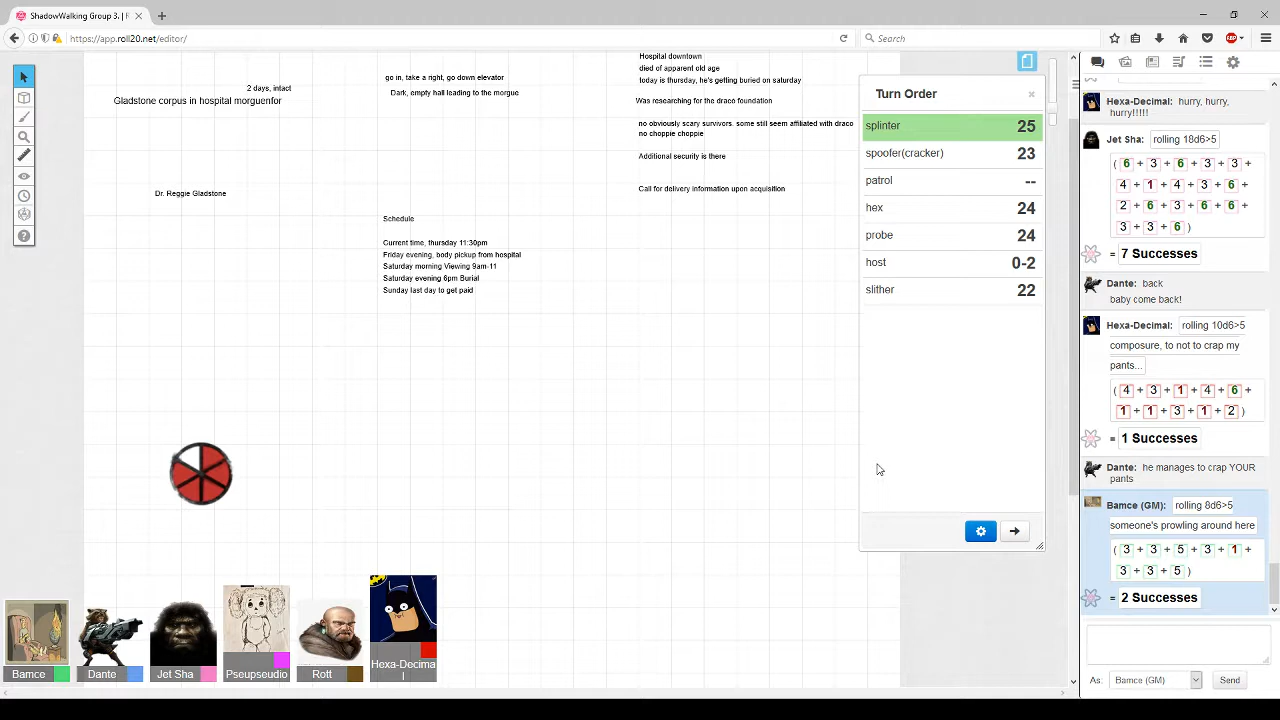 ShadowWalking Group 3. | R
https://app.roll20.net/editor/
Search
go in, take a right, go down elevator
2 days, intact
Gladstone corpus in hospital morguenfor
Dark, empty hall leading to the morgue
Dr. Reggie Gladstone
Schedule
Current time, thursday 11:30pm
Friday evening, body pickup from hospital
Saturday morning Viewing 9am-11
Saturday evening 6pm Burial
Sunday last day to get paid
Hospital downtown
died of apparent old age
today is thursday, he's getting buried on saturday
Was researching for the draco foundation
no obviously scary survivors. some still seem affiliated with draco
no choppie choppie
Additional security is there
Call for delivery information upon acquisition
Turn Order ×
splinter 25
spoofer(cracker) 23
patrol --
hex 24
probe 24
host 0-2
slither 22
Hexa-Decimal: hurry, hurry,
hurry!!!!!
Jet Sha: rolling 18d6>5
( 6 + 3 + 6 + 3 + 3 +
4 + 1 + 4 + 3 + 6 +
2 + 6 + 3 + 6 + 6 +
3 + 3 + 6 )
= 7 Successes
Dante: back
baby come back!
Hexa-Decimal: rolling 10d6>5
composure, to not to crap my
pants...
( 4 + 3 + 1 + 4 + 6 +
1 + 1 + 3 + 1 + 2 )
= 1 Successes
Dante: he manages to crap YOUR
pants
Bamce (GM): rolling 8d6>5
someone's prowling around here
( 3 + 3 + 5 + 3 + 1 +
3 + 3 + 5 )
= 2 Successes
As: Bamce (GM) Send
Bamce
Dante
Jet Sha
Pseupseudio
Rott
Hexa-Decima
l